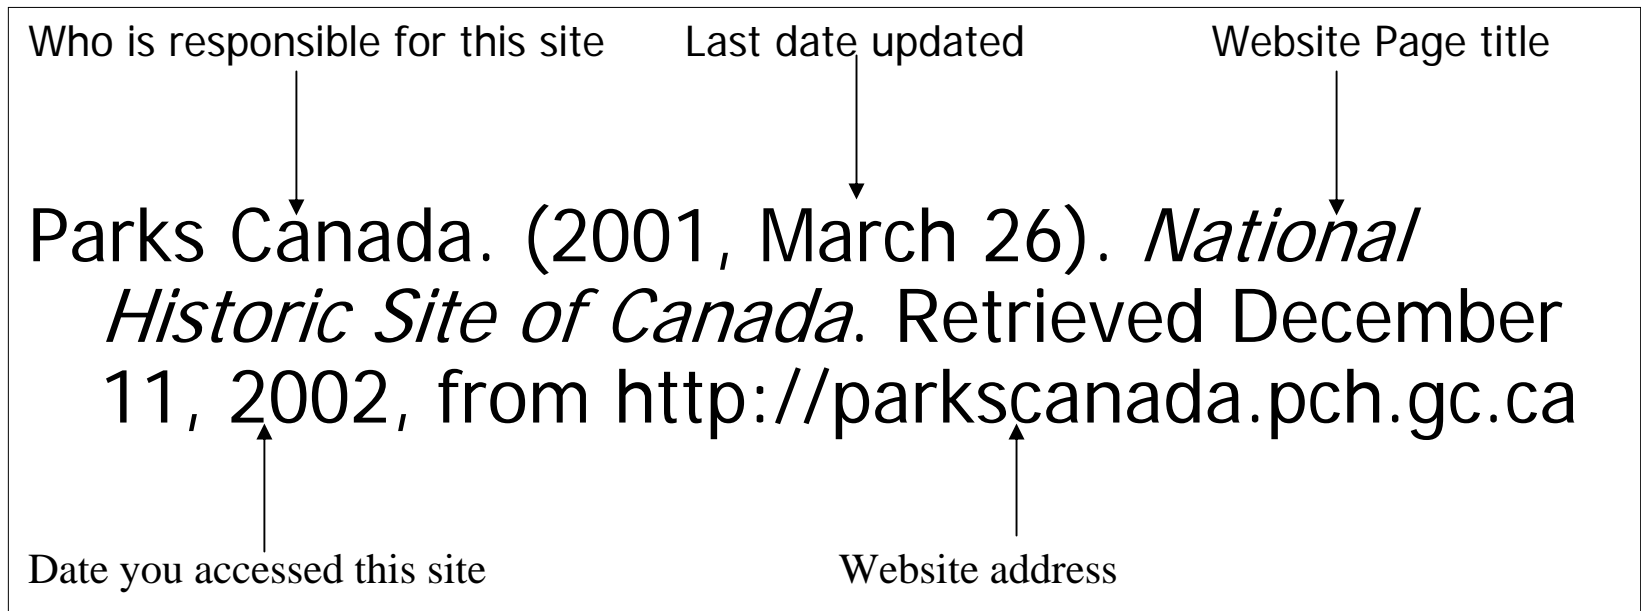 Who is responsible for this site Last date updated Website Page title
Parks Canada. (2001, March 26). National
Historic Site of Canada. Retrieved December
11, 2002, from http://parkscanada.pch.gc.ca
Date you accessed this site Website address